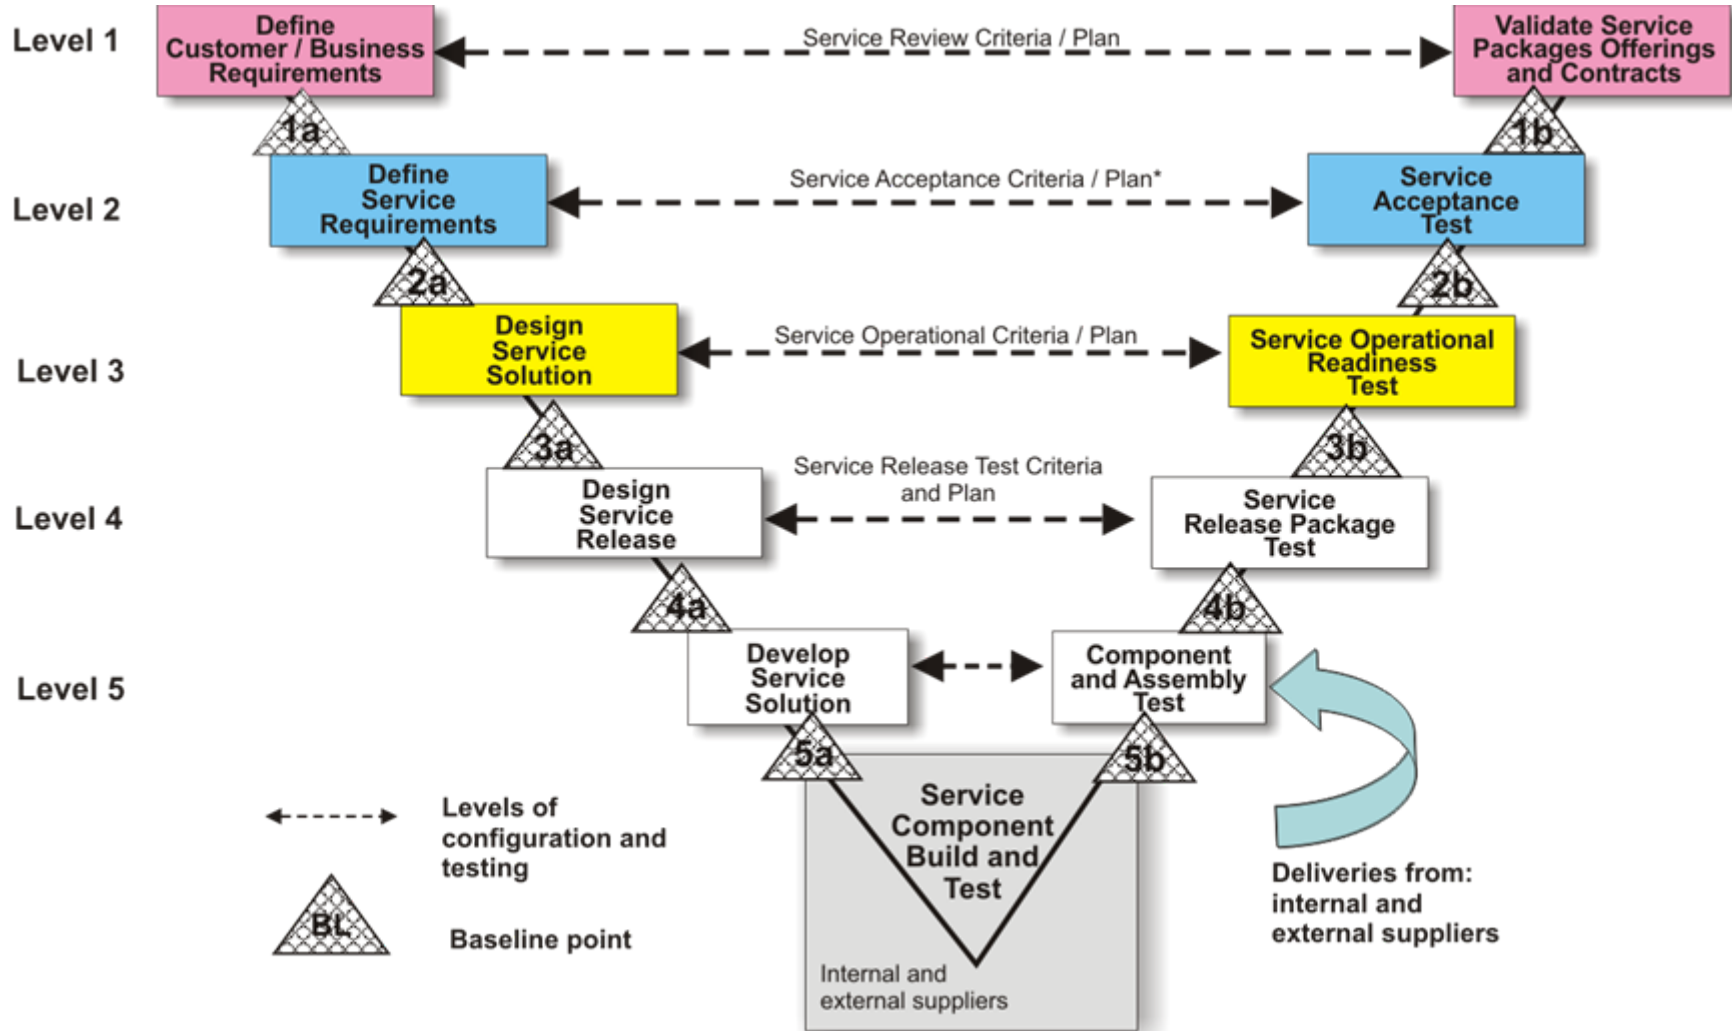 Level 1
Define
Customer / Business
Requirements
Service Review Criteria / Plan
Validate Service
Packages Offerings
and Contracts
1a
1b
Level 2
Define
Service
Requirements
Service Acceptance Criteria / Plan*
Service
Acceptance
Test
2a
2b
Level 3
Design
Service
Solution
Service Operational Criteria / Plan
Service Operational
Readiness
Test
3a
3b
Level 4
Design
Service
Release
Service Release Test Criteria
and Plan
Service
Release Package
Test
4a
4b
Level 5
Develop
Service
Solution
Component
and Assembly
Test
5a
5b
Service
Component
Build and
Test
Internal and
external suppliers
Levels of
configuration and
testing
BL
Baseline point
Deliveries from:
internal and
external suppliers